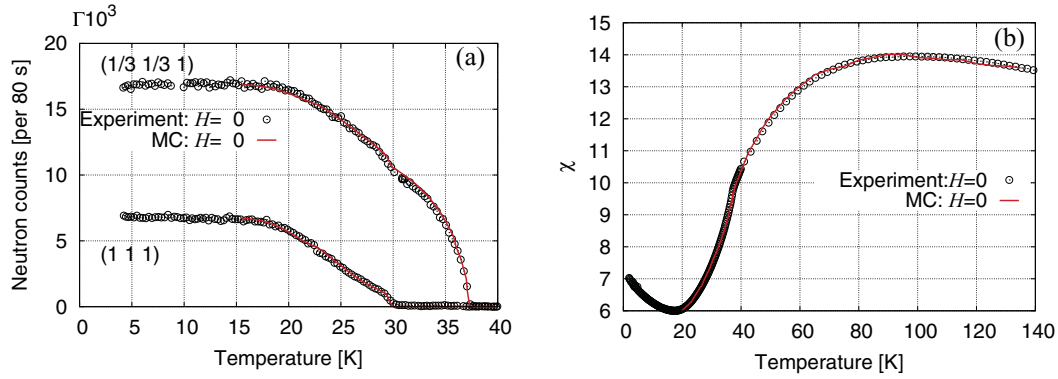 Γ10³
(a)
20
15
10
5
0
Neutron counts [per 80 s]
(1/3 1/3 1)
Experiment: H= 0
MC: H= 0
(1 1 1)
0 5 10 15 20 25 30 35 40
Temperature [K]
(b)
15
14
13
12
11
10
9
8
7
6
χ
Experiment:H=0
MC: H=0
0 20 40 60 80 100 120 140
Temperature [K]